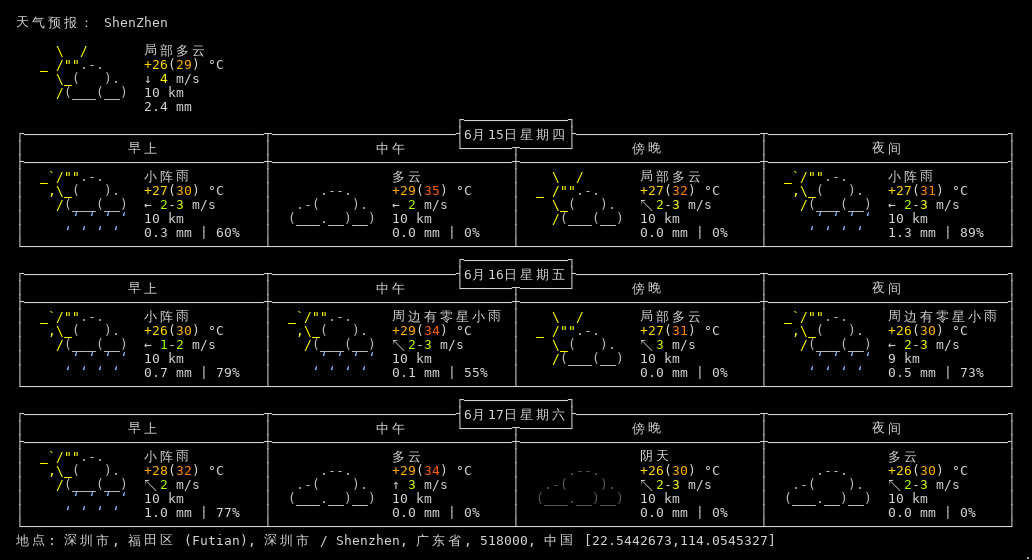 天气预报： ShenZhen
局部多云
+26(29) °C
↓ 4 m/s
10 km
2.4 mm
6月15日星期四
早上 中午 傍晚 夜间
小阵雨 多云 局部多云 小阵雨
+27(30) °C +29(35) °C +27(32) °C +27(31) °C
← 2-3 m/s ← 2 m/s ↖ 2-3 m/s ← 2-3 m/s
10 km 10 km 10 km 10 km
0.3 mm | 60% 0.0 mm | 0% 0.0 mm | 0% 1.3 mm | 89%
6月16日星期五
早上 中午 傍晚 夜间
小阵雨 周边有零星小雨 局部多云 周边有零星小雨
+26(30) °C +29(34) °C +27(31) °C +26(30) °C
← 1-2 m/s ↖ 2-3 m/s ↖ 3 m/s ← 2-3 m/s
10 km 10 km 10 km 9 km
0.7 mm | 79% 0.1 mm | 55% 0.0 mm | 0% 0.5 mm | 73%
6月17日星期六
早上 中午 傍晚 夜间
小阵雨 多云 阴天 多云
+28(32) °C +29(34) °C +26(30) °C +26(30) °C
↖ 2 m/s ↑ 3 m/s ↖ 2-3 m/s ↖ 2-3 m/s
10 km 10 km 10 km 10 km
1.0 mm | 77% 0.0 mm | 0% 0.0 mm | 0% 0.0 mm | 0%
地点: 深圳市, 福田区 (Futian), 深圳市 / Shenzhen, 广东省, 518000, 中国 [22.5442673,114.0545327]